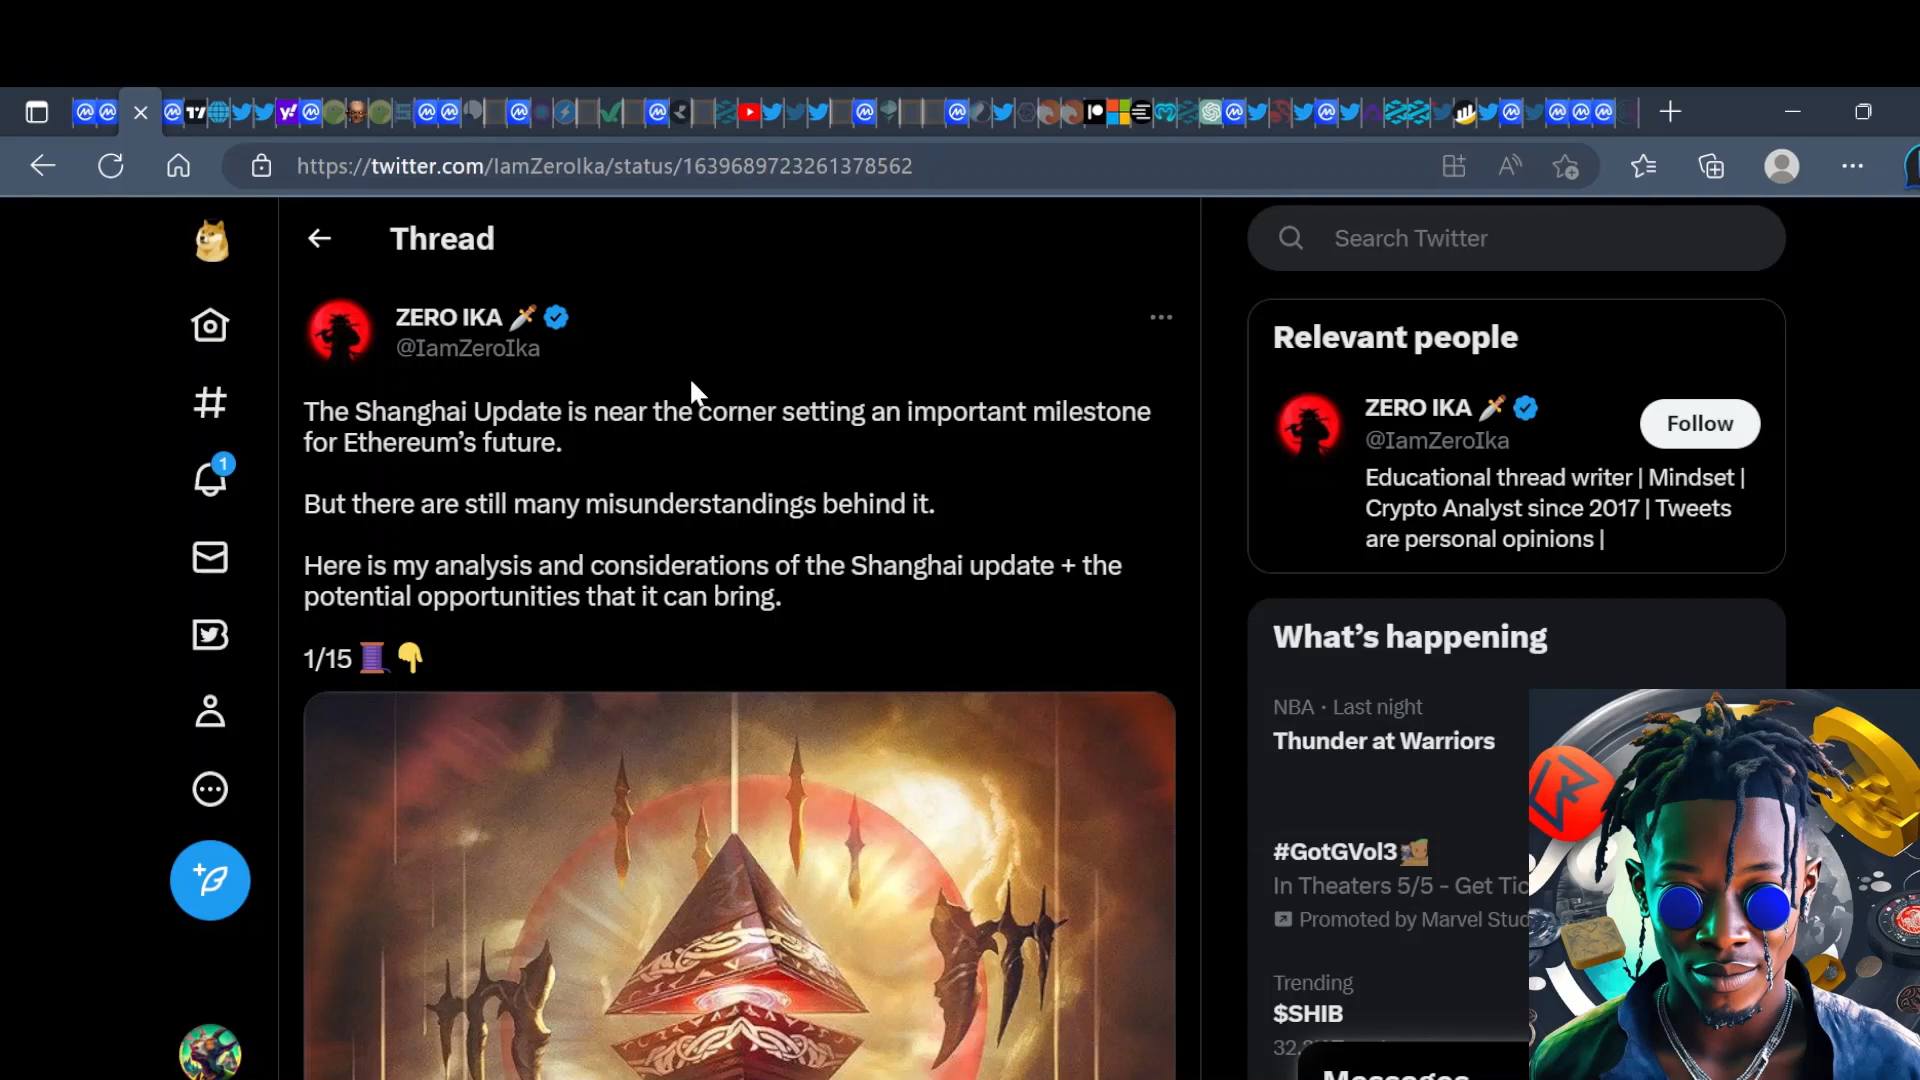 https://twitter.com/IamZeroIka/status/1639689723261378562
Thread
Search Twitter
ZERO IKA
@IamZeroIka
The Shanghai Update is near the corner setting an important milestone
for Ethereum’s future.
But there are still many misunderstandings behind it.
Here is my analysis and considerations of the Shanghai update + the
potential opportunities that it can bring.
1/15
1
Relevant people
ZERO IKA
@IamZeroIka
Follow
Educational thread writer | Mindset |
Crypto Analyst since 2017 | Tweets
are personal opinions |
What’s happening
NBA · Last night
Thunder at Warriors
#GotGVol3
In Theaters 5/5 - Get Tic
Promoted by Marvel Stud
Trending
$SHIB
Messages